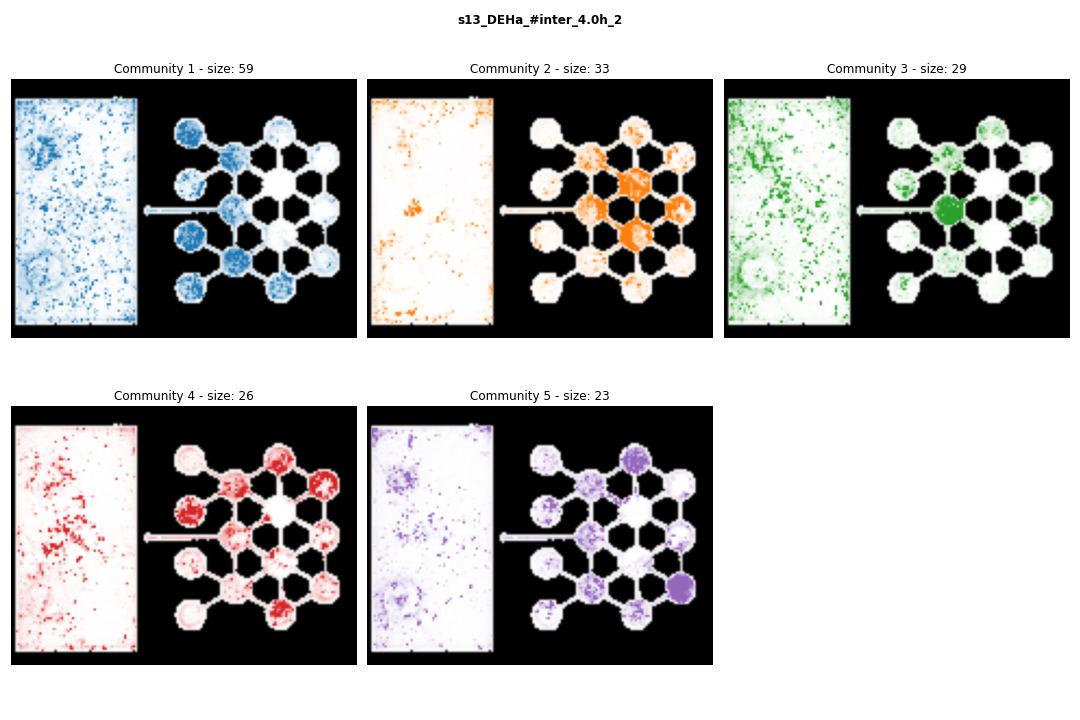 s13_DEHa_#inter_4.0h_2
Community 1 - size: 59
Community 2 - size: 33
Community 3 - size: 29
Community 4 - size: 26
Community 5 - size: 23